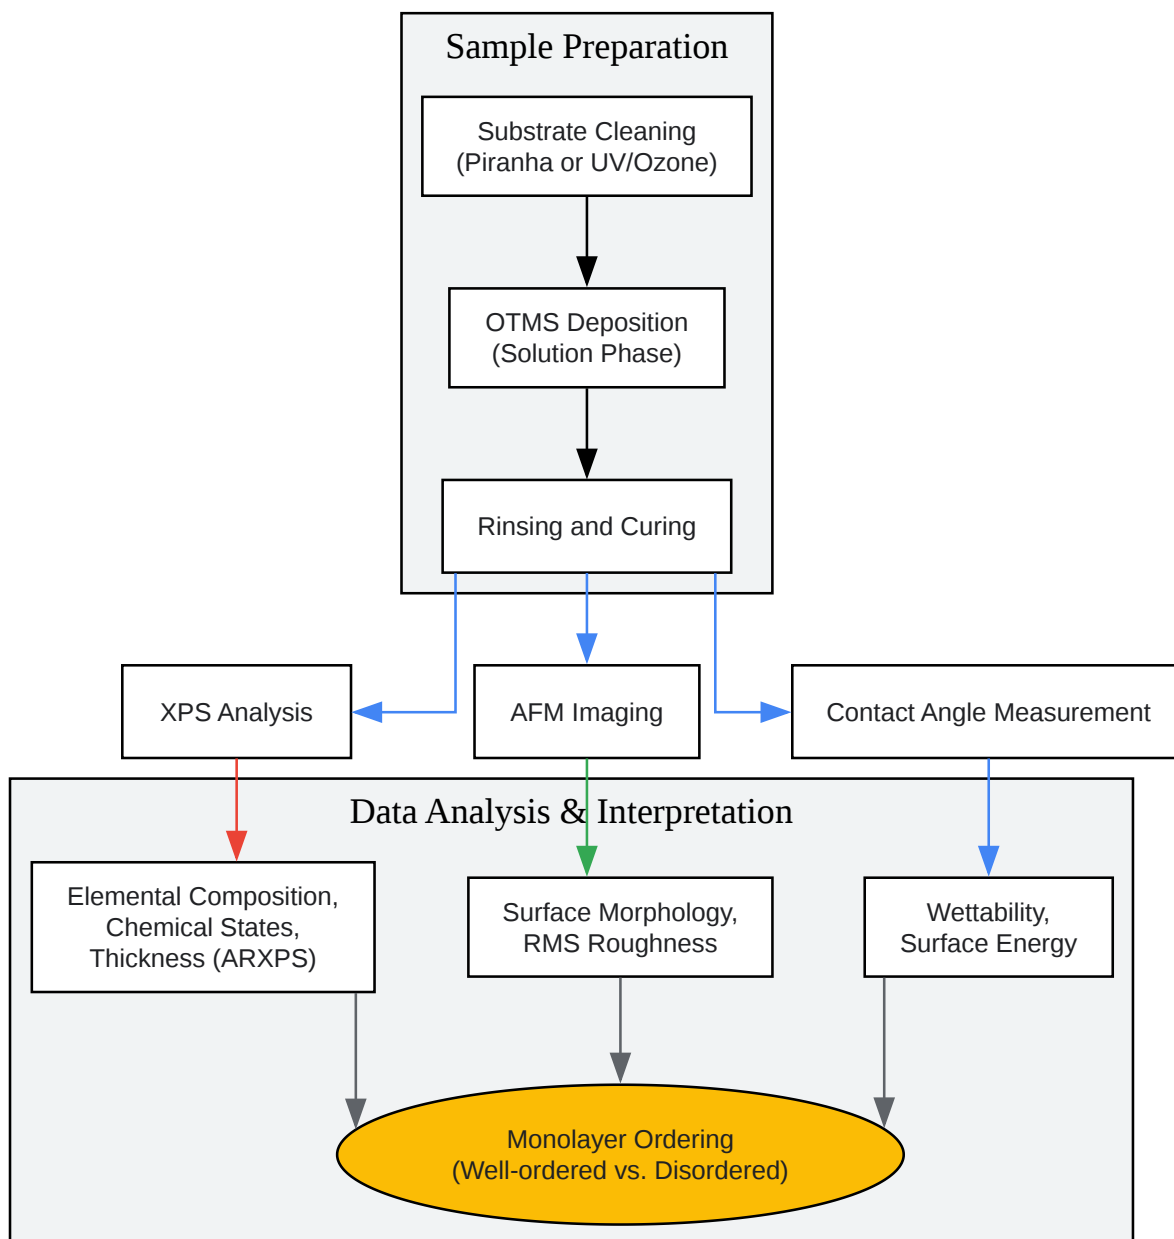 Sample Preparation
Substrate Cleaning
(Piranha or UV/Ozone)
OTMS Deposition
(Solution Phase)
Rinsing and Curing
XPS Analysis
AFM Imaging
Contact Angle Measurement
Data Analysis & Interpretation
Elemental Composition,
Chemical States,
Thickness (ARXPS)
Surface Morphology,
RMS Roughness
Wettability,
Surface Energy
Monolayer Ordering
(Well-ordered vs. Disordered)